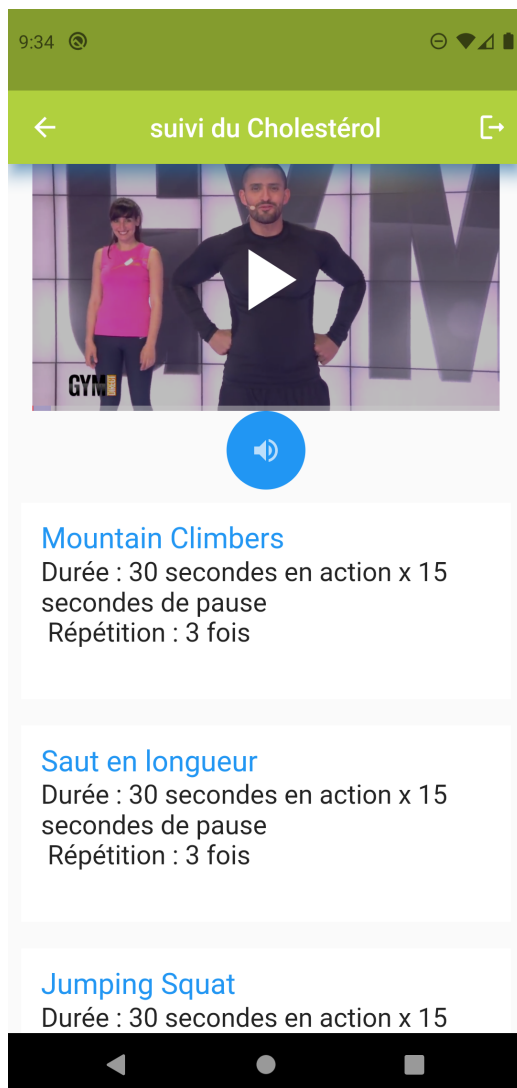 9:34
suivi du Cholestérol
GYM
GYM
Mountain Climbers
Durée : 30 secondes en action x 15
secondes de pause
Répétition : 3 fois
Saut en longueur
Durée : 30 secondes en action x 15
secondes de pause
Répétition : 3 fois
Jumping Squat
Durée : 30 secondes en action x 15